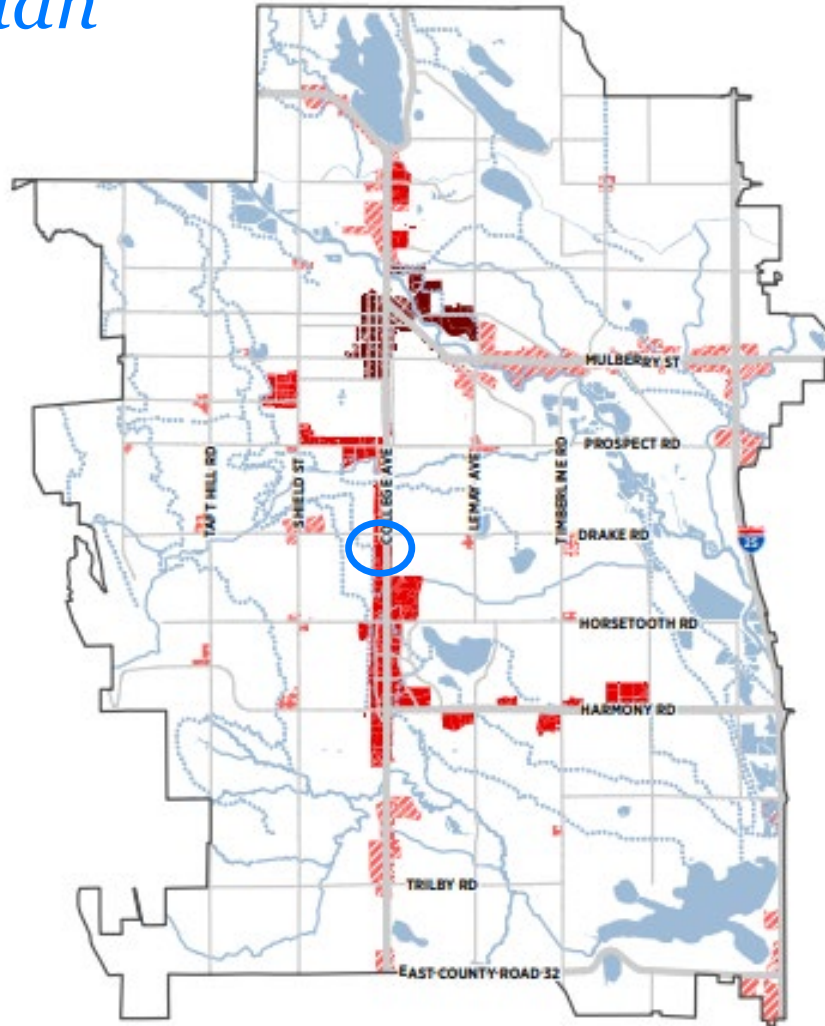 MULBERRY ST
PROSPECT RD
TAFT HILL RD
SHIELD ST
COLLEGE AVE
LEMAY AVE
TIMBERLINE RD
DRAKE RD
25
HORSETOOTH RD
HARMONY RD
TRILBY RD
EAST COUNTY ROAD 32